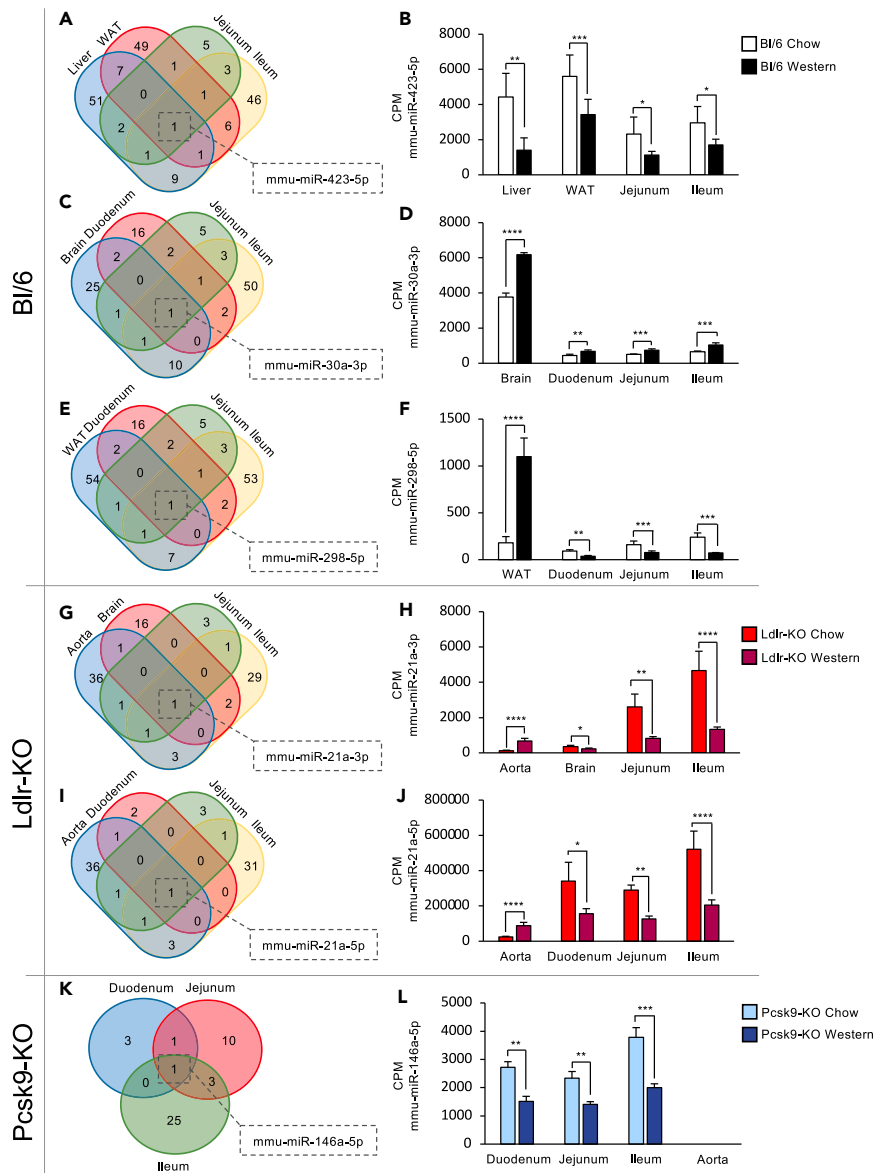 Bl/6
A
Liver WAT Jejunum Ileum
49 5
7 1 3
51 0 1 46
2 1 6
1 1
9
mmu-miR-423-5p
B
CPM
mmu-miR-423-5p
8000
6000
4000
2000
0
** *** * *
Liver WAT Jejunum Ileum
Bl/6 Chow
Bl/6 Western
C
Brain Duodenum Jejunum Ileum
16 5
2 2 3
25 0 1 50
1 1 2
1 0
10
mmu-miR-30a-3p
D
CPM
mmu-miR-30a-3p
8000
6000
4000
2000
0
**** ** *** ***
Brain Duodenum Jejunum Ileum
E
WAT Duodenum Jejunum Ileum
16 5
2 2 3
54 0 1 53
1 1 2
1 0
7
mmu-miR-298-5p
F
CPM
mmu-miR-298-5p
1500
1000
500
0
**** ** *** ***
WAT Duodenum Jejunum Ileum
Ldlr-KO
G
Aorta Brain Jejunum Ileum
16 3
1 0 1
36 0 0 29
1 1 2
1 0
3
mmu-miR-21a-3p
H
CPM
mmu-miR-21a-3p
8000
6000
4000
2000
0
**** * ** ****
Aorta Brain Jejunum Ileum
Ldlr-KO Chow
Ldlr-KO Western
I
Aorta Duodenum Jejunum Ileum
2 3
1 0 1
36 0 0 31
1 1 0
1 0
3
mmu-miR-21a-5p
J
CPM
mmu-miR-21a-5p
800000
600000
400000
200000
0
**** * ** ****
Aorta Duodenum Jejunum Ileum
Pcsk9-KO
K
Duodenum Jejunum
3 1 10
1
0 3
25
Ileum
mmu-miR-146a-5p
L
CPM
mmu-miR-146a-5p
5000
4000
3000
2000
1000
0
** ** ***
Duodenum Jejunum Ileum Aorta
Pcsk9-KO Chow
Pcsk9-KO Western